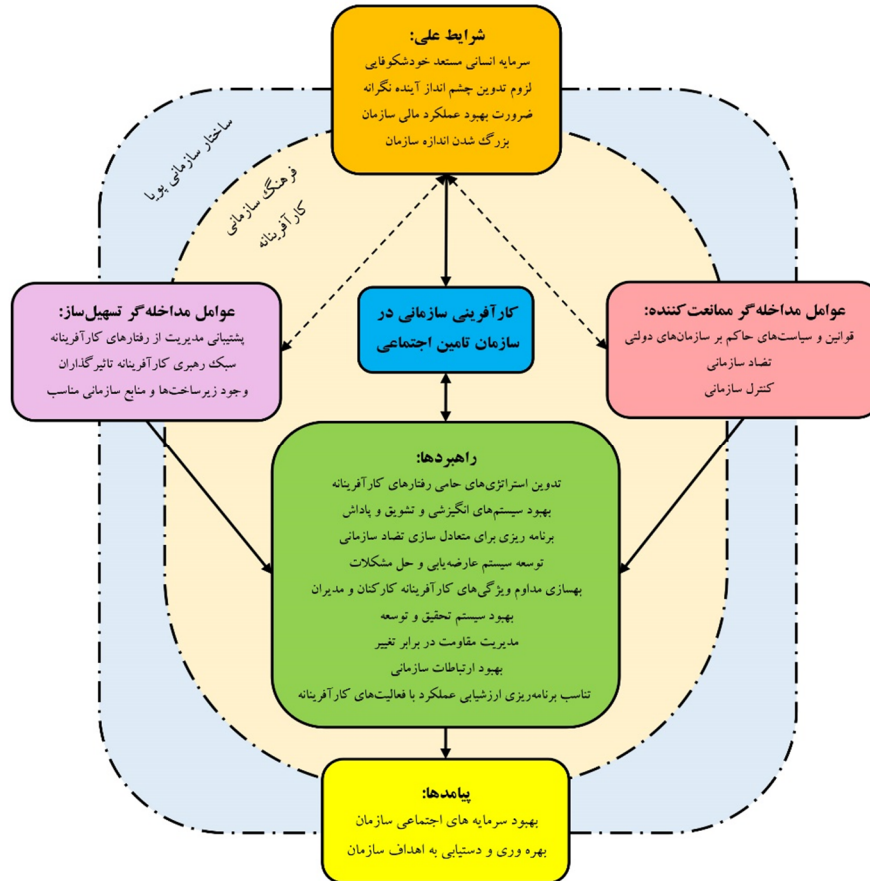 شرایط علی:
سرمایه انسانی مستعد خودشکوفایی
لزوم تدوین چشم انداز آینده نگرانه
ضرورت بهبود عملکرد مالی سازمان
بزرگ شدن اندازه سازمان
ساختار سازمانی پویا
فرهنگ سازمانی
کارآفرینانه
عوامل مداخله‌گر ممانعت‌کننده:
قوانین و سیاست‌های حاکم بر سازمان‌های دولتی
تضاد سازمانی
کنترل سازمانی
کارآفرینی سازمانی در
سازمان تامین اجتماعی
عوامل مداخله‌گر تسهیل‌ساز:
پشتیبانی مدیریت از رفتارهای کارآفرینانه
سبک رهبری کارآفرینانه تاثیرگذاران
وجود زیرساخت‌ها و منابع سازمانی مناسب
راهبردها:
تدوین استراتژی‌های حامی رفتارهای کارآفرینانه
بهبود سیستم‌های انگیزشی و تشویق و پاداش
برنامه ریزی برای متعادل سازی تضاد سازمانی
توسعه سیستم عارضه‌یابی و حل مشکلات
بهسازی مداوم ویژگی‌های کارآفرینانه کارکنان و مدیران
بهبود سیستم تحقیق و توسعه
مدیریت مقاومت در برابر تغییر
بهبود ارتباطات سازمانی
تناسب برنامه‌ریزی ارزشیابی عملکرد با فعالیت‌های کارآفرینانه
پیامدها:
بهبود سرمایه های اجتماعی سازمان
بهره وری و دستیابی به اهداف سازمان